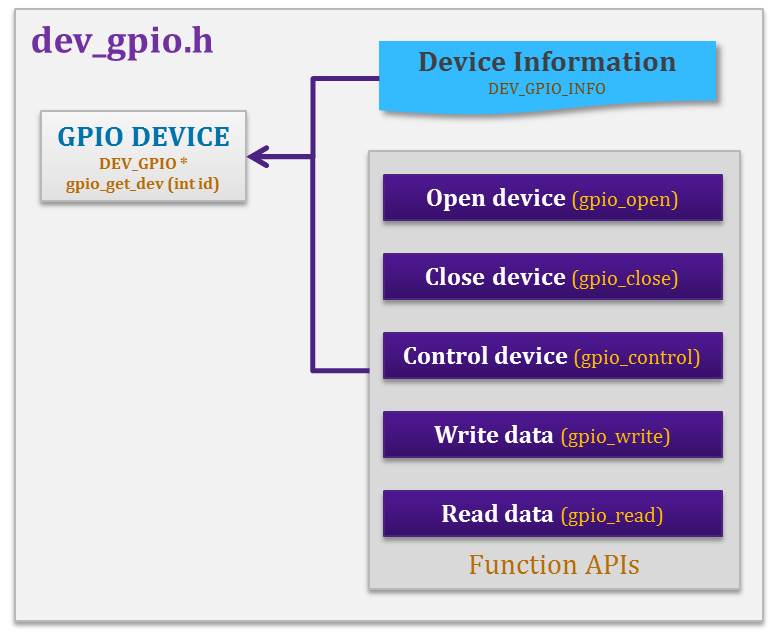 dev_gpio.h
Device Information
DEV_GPIO_INFO
GPIO DEVICE
DEV_GPIO *
gpio_get_dev (int id)
Open device (gpio_open)
Close device (gpio_close)
Control device (gpio_control)
Write data (gpio_write)
Read data (gpio_read)
Function APIs